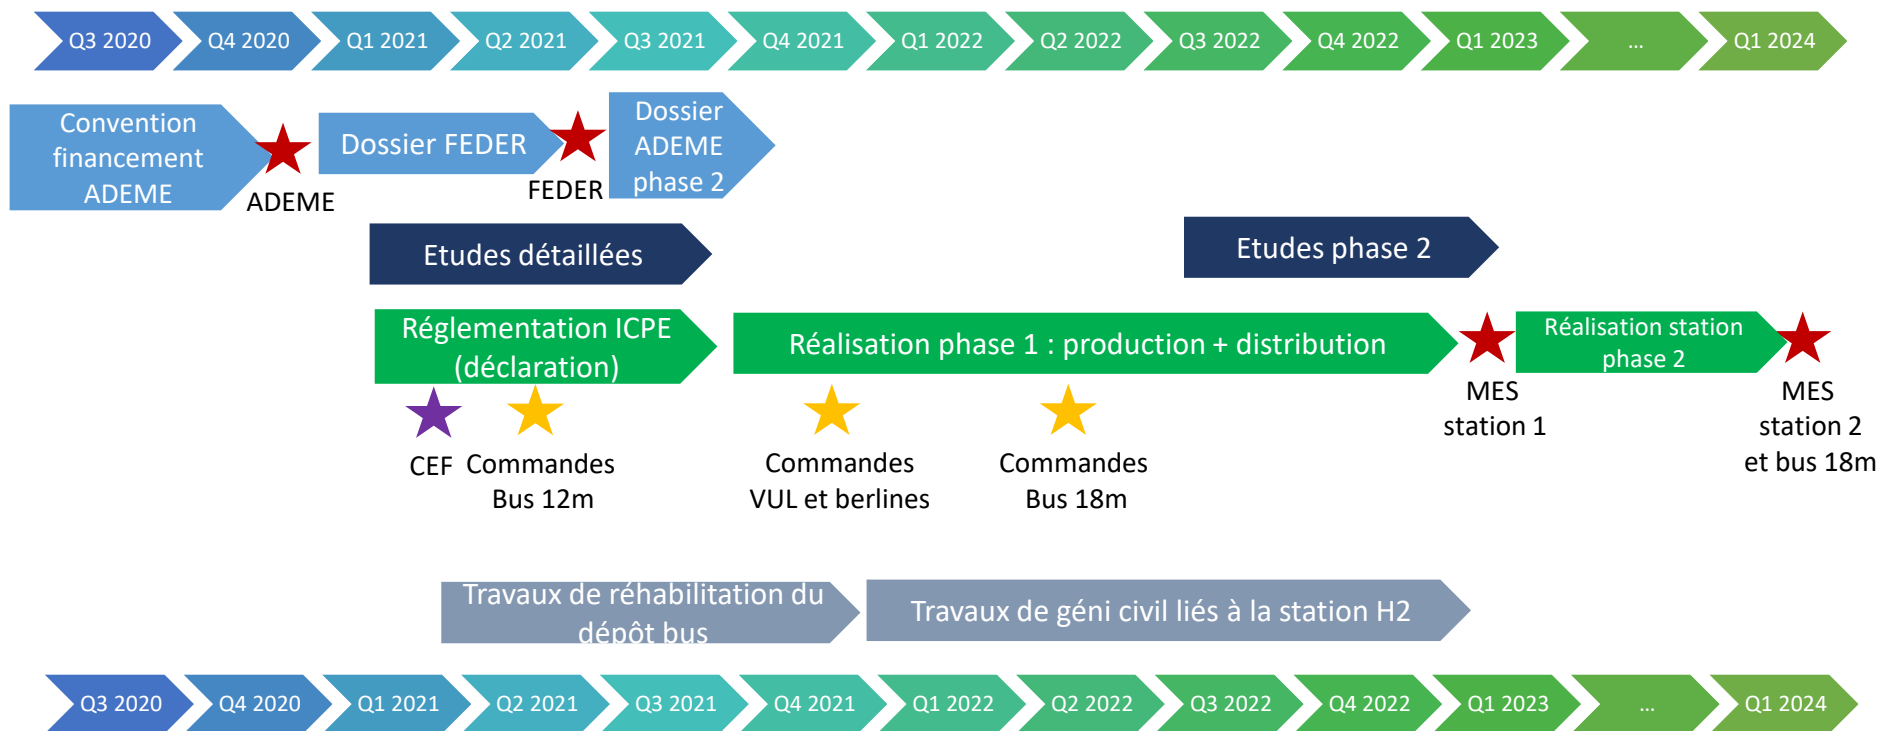 Q3 2020
Q4 2020
Q1 2021
Q2 2021
Q3 2021
Q4 2021
Q1 2022
Q2 2022
Q3 2022
Q4 2022
Q1 2023
...
Q1 2024
Convention
financement
ADEME
ADEME
Dossier FEDER
FEDER
Dossier
ADEME
phase 2
Etudes détaillées
Etudes phase 2
Réglementation ICPE
(déclaration)
Réalisation phase 1 : production + distribution
Réalisation station
phase 2
MES
station 1
MES
station 2
et bus 18m
CEF
Commandes
Bus 12m
Commandes
VUL et berlines
Commandes
Bus 18m
Travaux de réhabilitation du
dépôt bus
Travaux de géni civil liés à la station H2
Q3 2020
Q4 2020
Q1 2021
Q2 2021
Q3 2021
Q4 2021
Q1 2022
Q2 2022
Q3 2022
Q4 2022
Q1 2023
...
Q1 2024